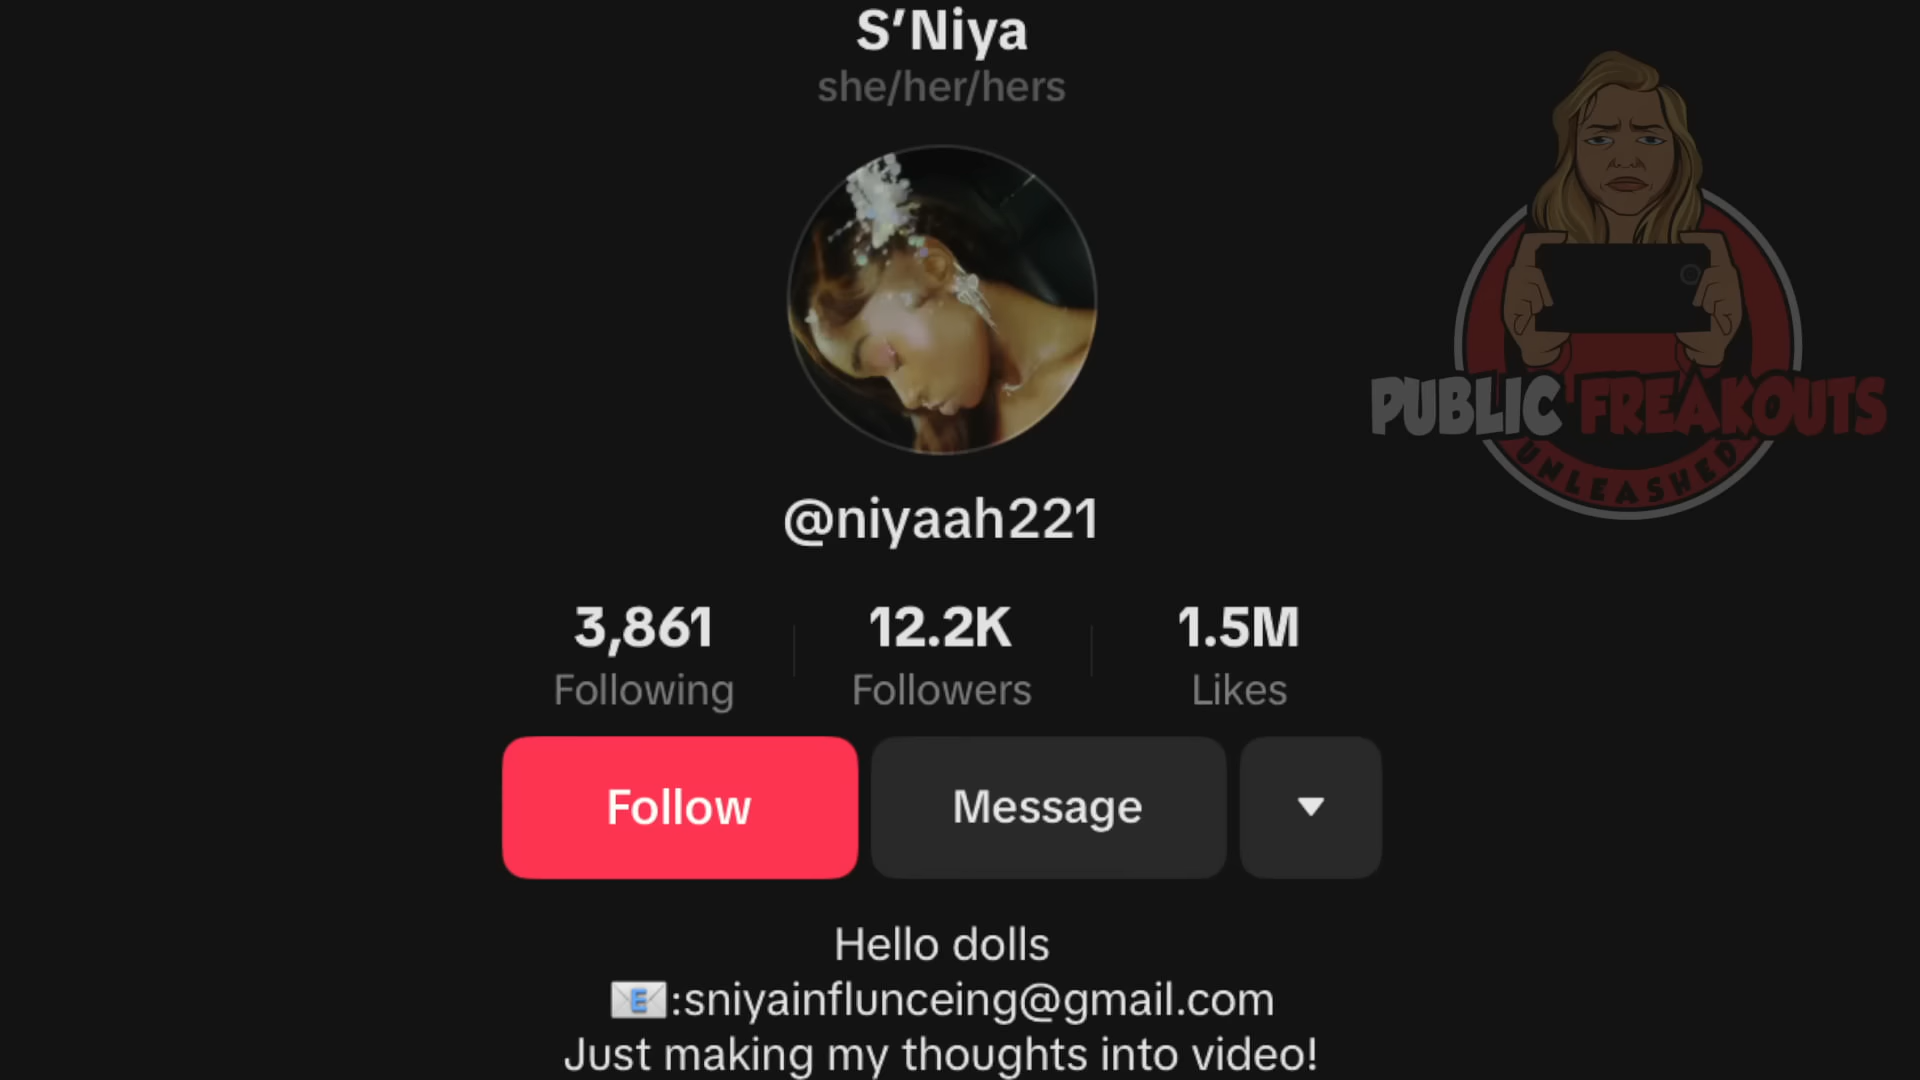 S’Niya
she/her/hers
@niyaah221
3,861 12.2K 1.5M
Following Followers Likes
Follow Message
Hello dolls
📧:sniyainflunceing@gmail.com
Just making my thoughts into video!
PUBLIC FREAKOUTS
UNLEASHED